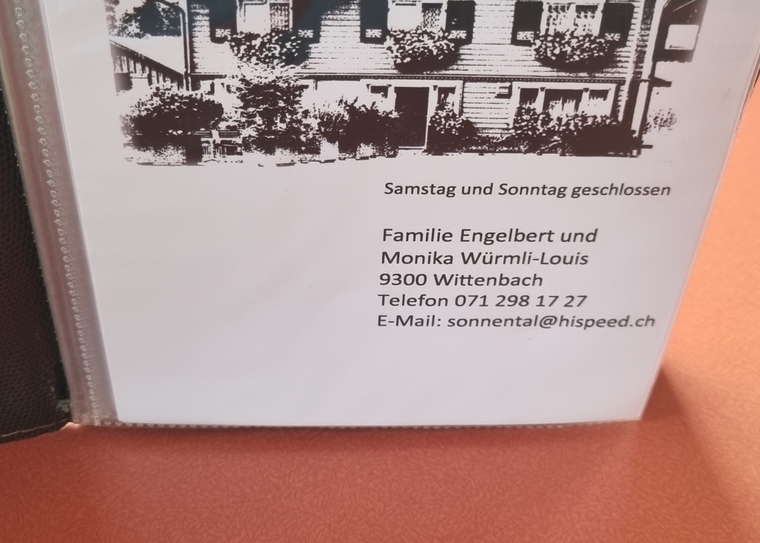 Samstag und Sonntag geschlossen
Familie Engelbert und
Monika Würmli-Louis
9300 Wittenbach
Telefon 071 298 17 27
E-Mail: sonnental@hispeed.ch